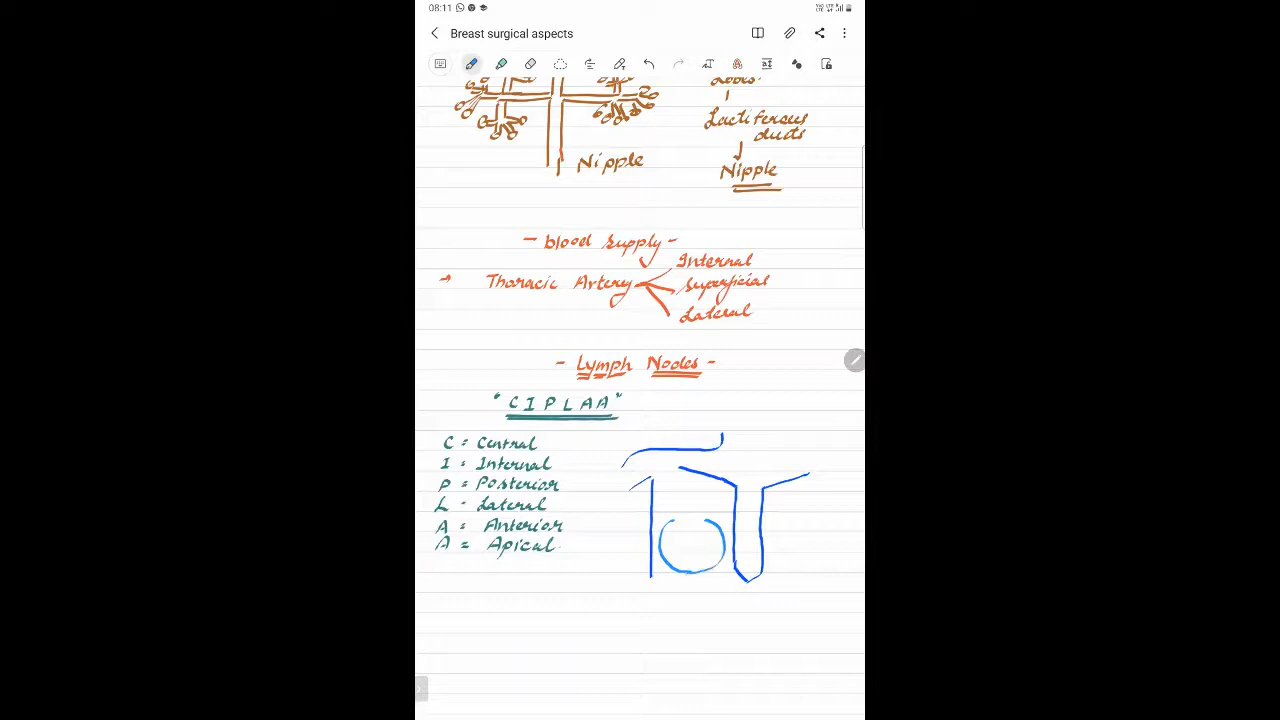 08:11
Breast surgical aspects
Lobes
Lactiferous
ducts
Nipple
Nipple
- blood supply -
Internal
→ Thoracic Artery
superficial
Lateral
- Lymph Nodes -
"CIPLAA"
C = Central
I = Internal
P = Posterior
L - Lateral
A = Anterior
A = Apical